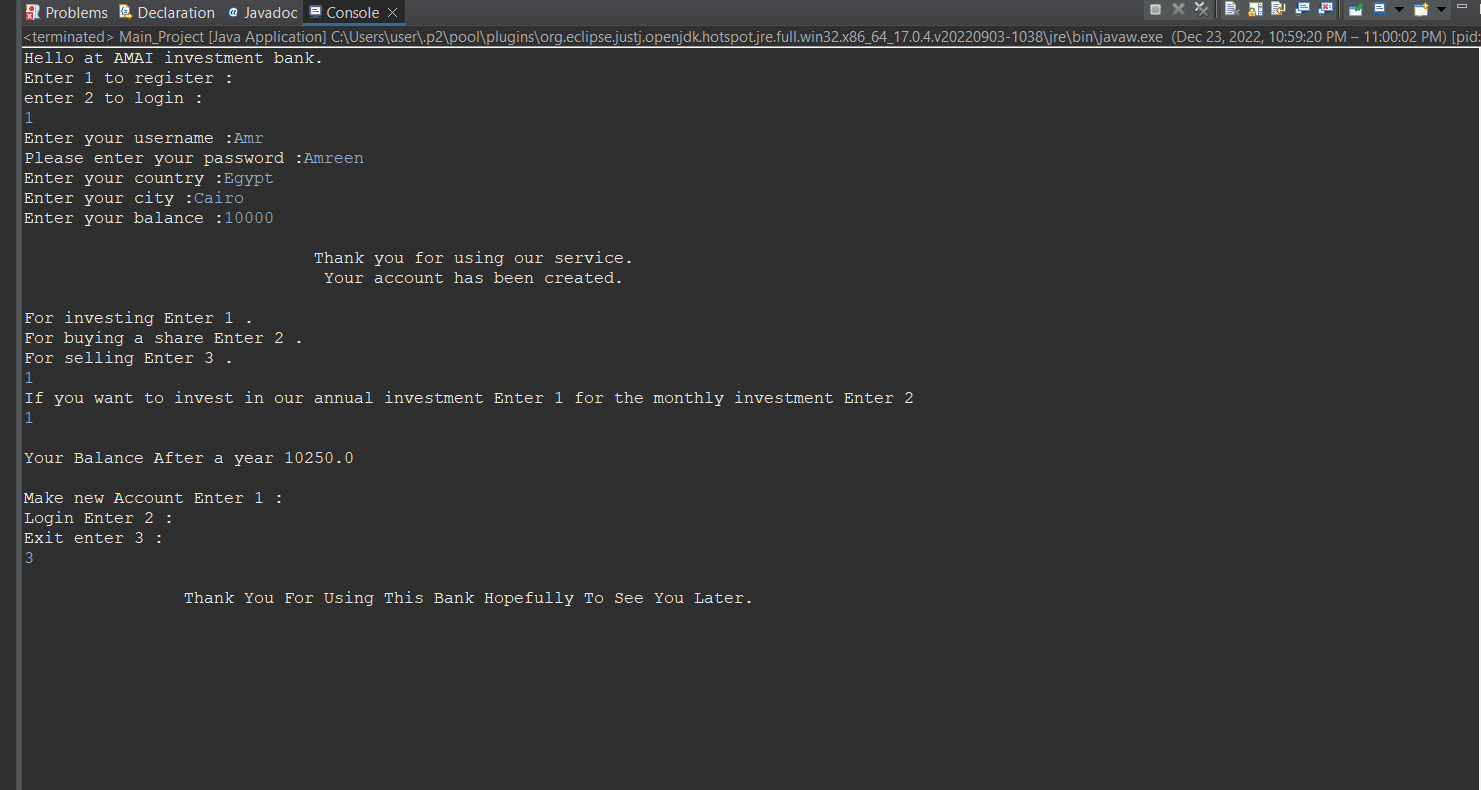 Problems Declaration Javadoc Console
<terminated> Main_Project [Java Application] C:\Users\user\.p2\pool\plugins\org.eclipse.justj.openjdk.hotspot.jre.full.win32.x86_64_17.0.4.v20220903-1038\jre\bin\javaw.exe (Dec 23, 2022, 10:59:20 PM – 11:00:02 PM) [pid:
Hello at AMAI investment bank.
Enter 1 to register :
enter 2 to login :
1
Enter your username :Amr
Please enter your password :Amreen
Enter your country :Egypt
Enter your city :Cairo
Enter your balance :10000
Thank you for using our service.
Your account has been created.
For investing Enter 1 .
For buying a share Enter 2 .
For selling Enter 3 .
1
If you want to invest in our annual investment Enter 1 for the monthly investment Enter 2
1
Your Balance After a year 10250.0
Make new Account Enter 1 :
Login Enter 2 :
Exit enter 3 :
3
Thank You For Using This Bank Hopefully To See You Later.